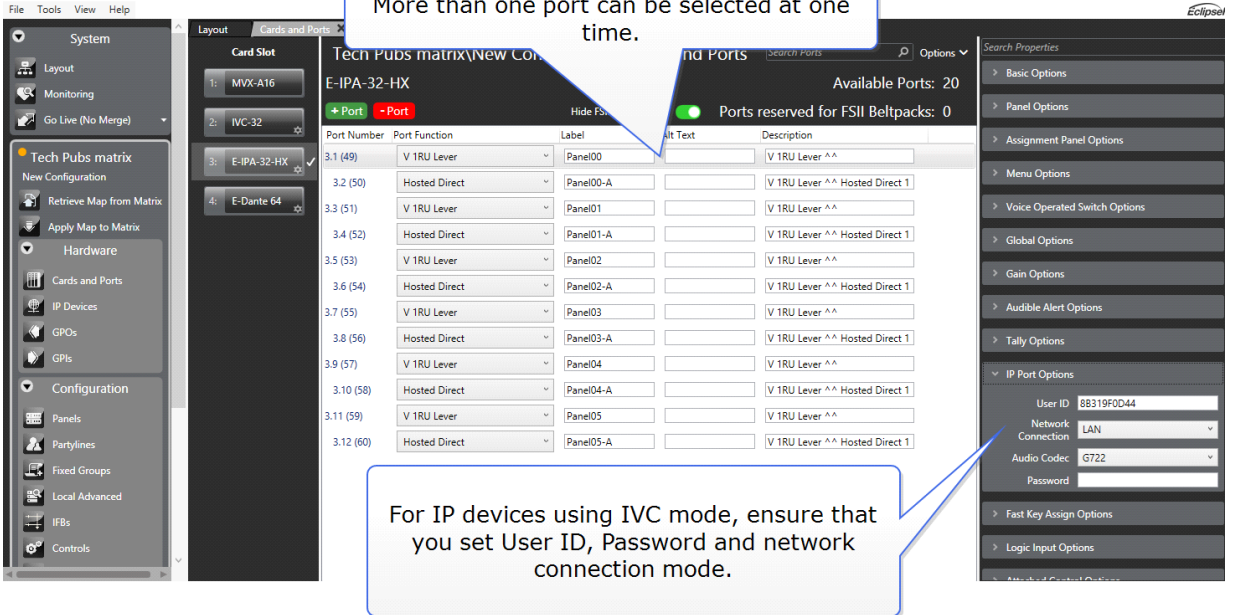 File Tools View Help
More than one port can be selected at one time.
System
Layout
Monitoring
Go Live (No Merge)
Tech Pubs matrix
New Configuration
Retrieve Map from Matrix
Apply Map to Matrix
Hardware
Cards and Ports
IP Devices
GPOs
GPIs
Configuration
Panels
Partylines
Fixed Groups
Local Advanced
IFBs
Controls
Layout Cards and Ports X
Card Slot
1: MVX-A16
2: IVC-32
3: E-IPA-32-HX
4: E-Dante 64
Tech Pubs matrix\New Con nd Ports Search Ports Options
E-IPA-32-HX Available Ports: 20
+ Port - Port Hide FSI Ports reserved for FSII Beltpacks: 0
Port Number Port Function Label Alt Text Description
3.1 (49) V 1RU Lever Panel00 V 1RU Lever ^^
3.2 (50) Hosted Direct Panel00-A V 1RU Lever ^^ Hosted Direct 1
3.3 (51) V 1RU Lever Panel01 V 1RU Lever ^^
3.4 (52) Hosted Direct Panel01-A V 1RU Lever ^^ Hosted Direct 1
3.5 (53) V 1RU Lever Panel02 V 1RU Lever ^^
3.6 (54) Hosted Direct Panel02-A V 1RU Lever ^^ Hosted Direct 1
3.7 (55) V 1RU Lever Panel03 V 1RU Lever ^^
3.8 (56) Hosted Direct Panel03-A V 1RU Lever ^^ Hosted Direct 1
3.9 (57) V 1RU Lever Panel04 V 1RU Lever ^^
3.10 (58) Hosted Direct Panel04-A V 1RU Lever ^^ Hosted Direct 1
3.11 (59) V 1RU Lever Panel05 V 1RU Lever ^^
3.12 (60) Hosted Direct Panel05-A V 1RU Lever ^^ Hosted Direct 1
For IP devices using IVC mode, ensure that
you set User ID, Password and network
connection mode.
Search Properties
Basic Options
Panel Options
Assignment Panel Options
Menu Options
Voice Operated Switch Options
Global Options
Gain Options
Audible Alert Options
Tally Options
IP Port Options
User ID 8B319F0D44
Network Connection LAN
Audio Codec G722
Password
Fast Key Assign Options
Logic Input Options